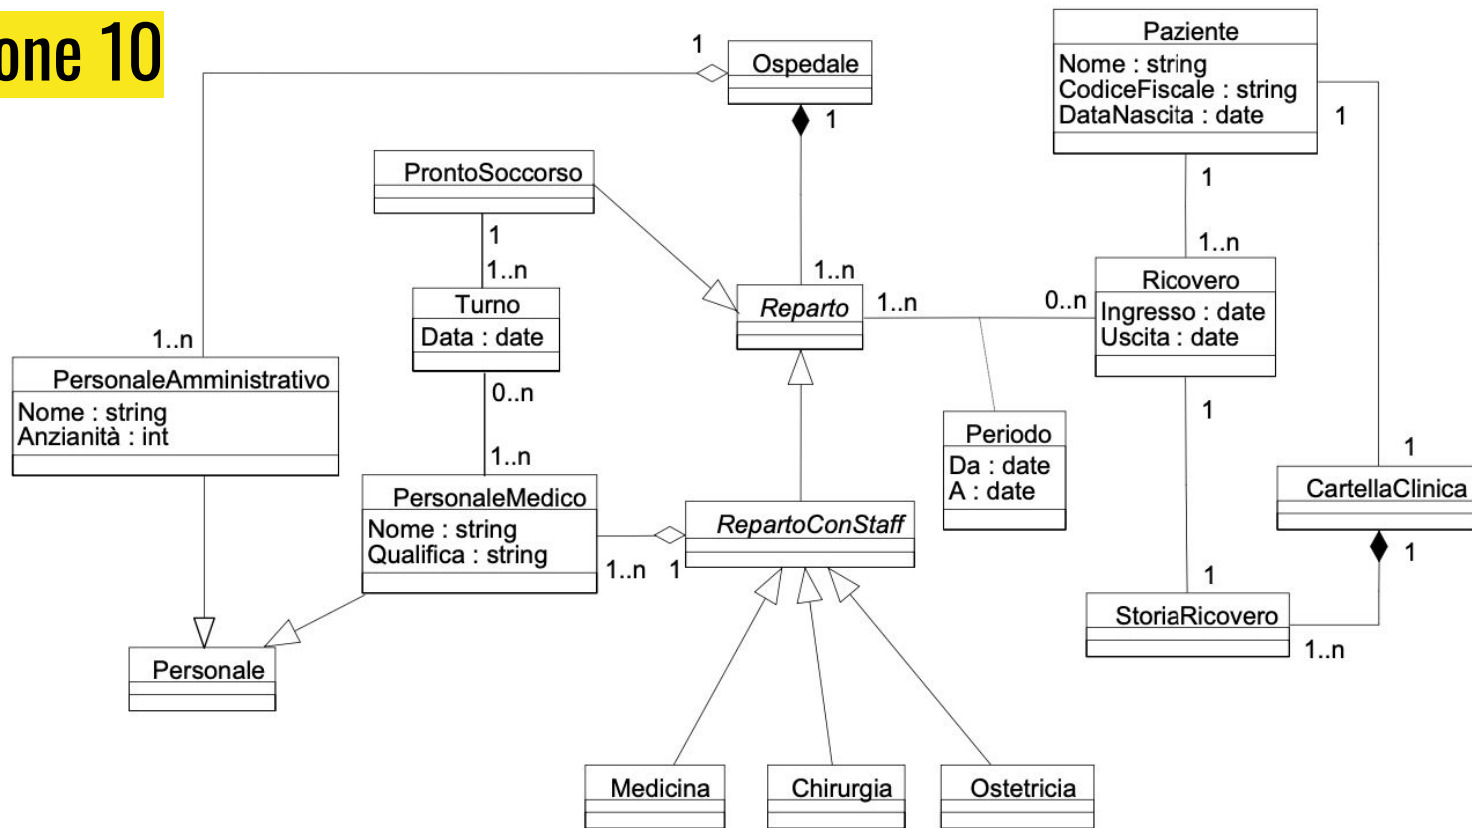 one 10
1
Ospedale
1
Paziente
Nome : string
CodiceFiscale : string
DataNascita : date
1
1
ProntoSoccorso
1
1..n
Turno
Data : date
0..n
1..n
1..n
Reparto
1..n
0..n
1..n
Ricovero
Ingresso : date
Uscita : date
1
1..n
PersonaleAmministrativo
Nome : string
Anzianità : int
PersonaleMedico
Nome : string
Qualifica : string
1..n
1
RepartoConStaff
Periodo
Da : date
A : date
1
CartellaClinica
1
1
StoriaRicovero
1..n
Personale
Medicina
Chirurgia
Ostetricia